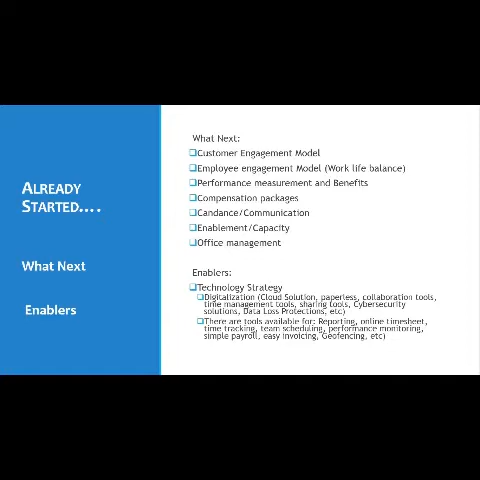 ALREADY
STARTED....
What Next
Enablers
What Next:
Customer Engagement Model
Employee engagement Model (Work life balance)
Performance measurement and Benefits
Compensation packages
Candance/Communication
Enablement/Capacity
Office management
Enablers:
Technology Strategy
Digitalization (Cloud Solution, paperless, collaboration tools,
time management tools, sharing tools, Cybersecurity
solutions, Data Loss Protections, etc)
There are tools available for: Reporting, online timesheet,
time tracking, team scheduling, performance monitoring,
simple payroll, easy invoicing, Geofencing, etc)